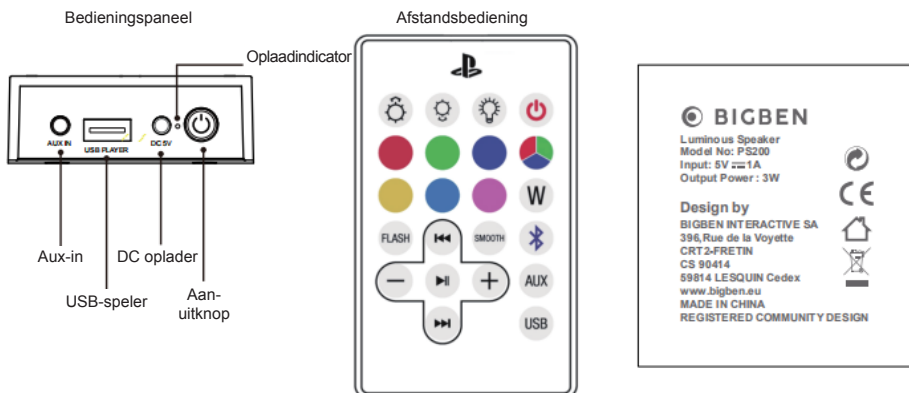 Bedieningspaneel
Oplaadindicator
AUX IN
USB PLAYER
DC 5V
Aux-in
DC oplader
USB-speler
Aan-
uitknop
Afstandsbediening
W
FLASH
SMOOTH
AUX
USB
BIGBEN
Luminous Speaker
Model No: PS200
Input: 5V ⎓ 1A
Output Power : 3W
Design by
BIGBEN INTERACTIVE SA
396,Rue de la Voyette
CRT2-FRETIN
CS 90414
59814 LESQUIN Cedex
www.bigben.eu
MADE IN CHINA
REGISTERED COMMUNITY DESIGN
CE